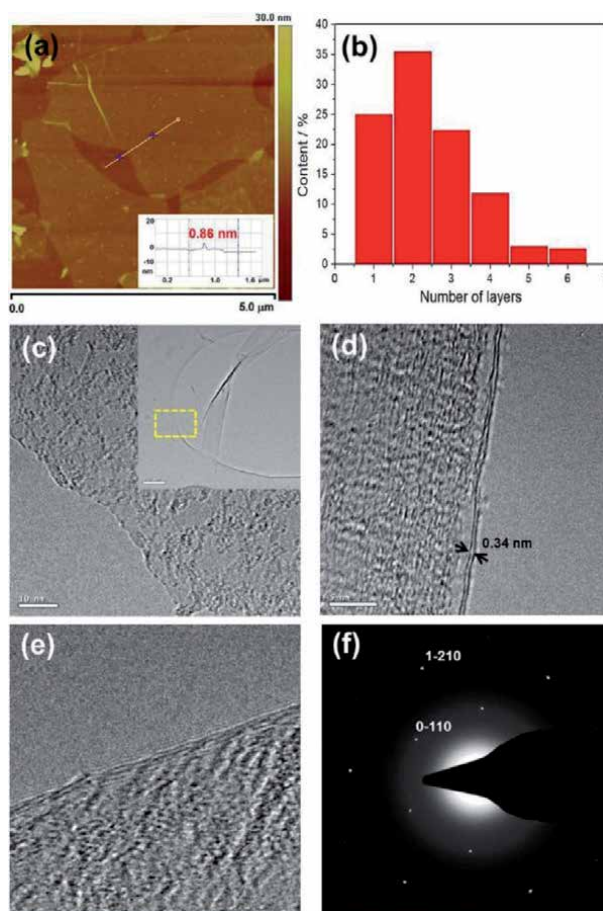 (a)
30.0 nm
0.86 nm
20
0
-10
nm
0.2
1.0
1.6 μm
0.0
5.0 μm
(b)
40
35
30
25
20
15
10
5
0
Content / %
0 1 2 3 4 5 6
Number of layers
(c)
10 nm
(d)
0.34 nm
(e)
(f)
1-210
0-110